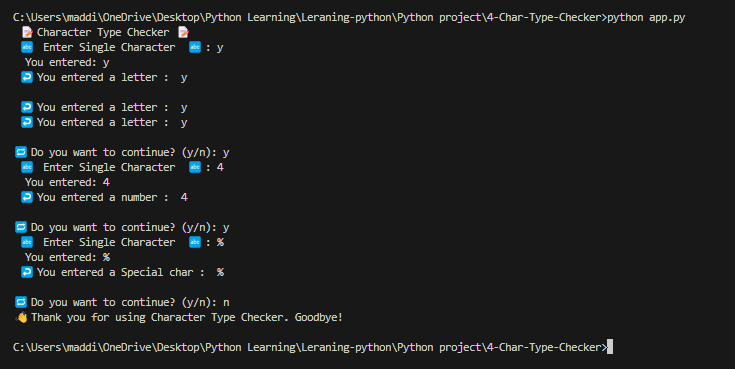 C:\Users\maddi\OneDrive\Desktop\Python Learning\Leraning-python\Python project\4-Char-Type-Checker>python app.py
📝 Character Type Checker 📝
🔤 Enter Single Character 🔤 : y
You entered: y
↩️ You entered a letter : y
↩️ You entered a letter : y
↩️ You entered a letter : y
🔁 Do you want to continue? (y/n): y
🔤 Enter Single Character 🔤 : 4
You entered: 4
↩️ You entered a number : 4
🔁 Do you want to continue? (y/n): y
🔤 Enter Single Character 🔤 : %
You entered: %
↩️ You entered a Special char : %
🔁 Do you want to continue? (y/n): n
👋 Thank you for using Character Type Checker. Goodbye!
C:\Users\maddi\OneDrive\Desktop\Python Learning\Leraning-python\Python project\4-Char-Type-Checker>